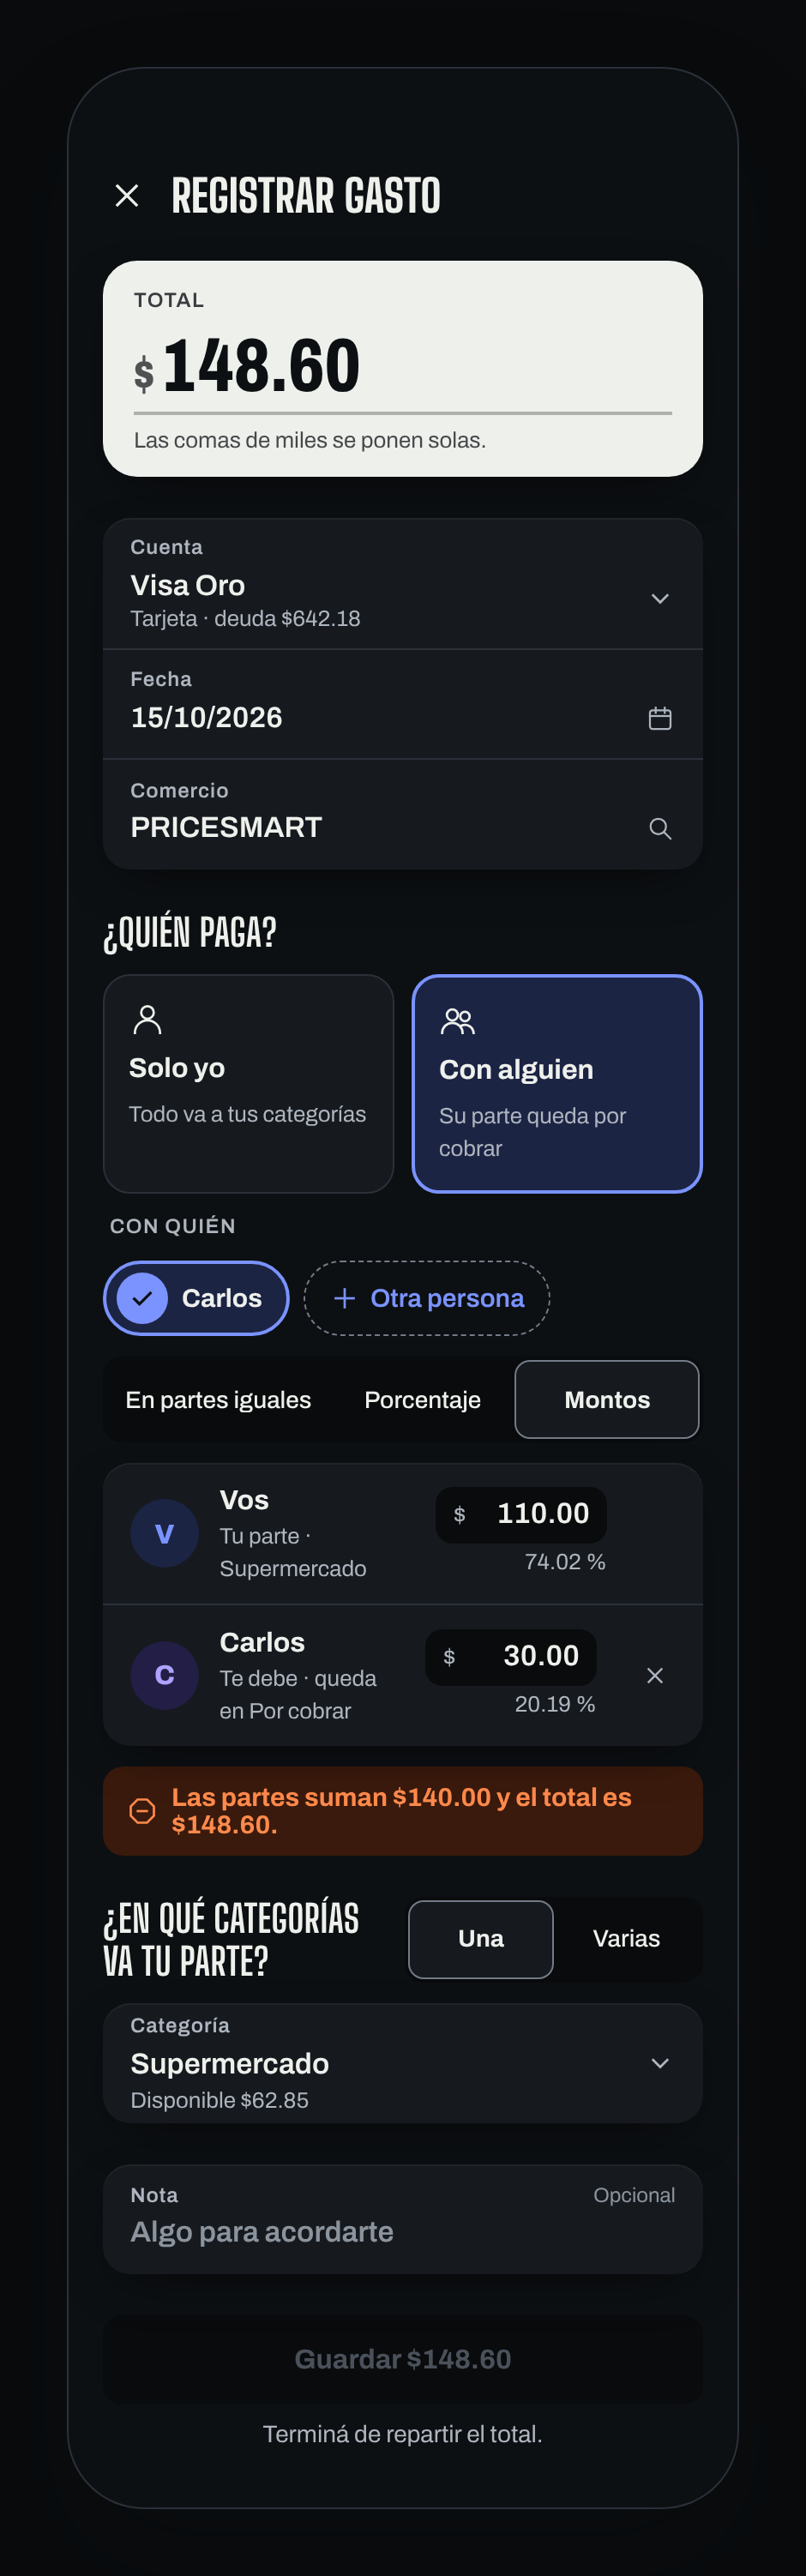 REGISTRAR GASTO
TOTAL
$ 148.60
Las comas de miles se ponen solas.
Cuenta
Visa Oro
Tarjeta · deuda $642.18
Fecha
15/10/2026
Comercio
PRICESMART
¿QUIÉN PAGA?
Solo yo
Todo va a tus categorías
Con alguien
Su parte queda por
cobrar
CON QUIÉN
Carlos
Otra persona
En partes iguales
Porcentaje
Montos
V
Vos
Tu parte ·
Supermercado
$ 110.00
74.02 %
C
Carlos
Te debe · queda
en Por cobrar
$ 30.00
20.19 %
Las partes suman $140.00 y el total es
$148.60.
¿EN QUÉ CATEGORÍAS
VA TU PARTE?
Una
Varias
Categoría
Supermercado
Disponible $62.85
Nota
Opcional
Algo para acordarte
Guardar $148.60
Terminá de repartir el total.